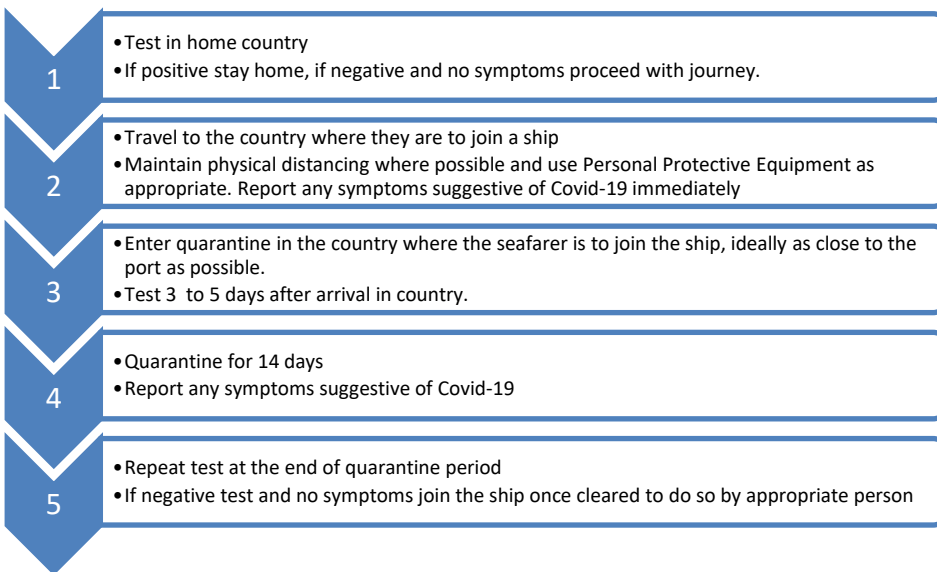 1
•Test in home country
•If positive stay home, if negative and no symptoms proceed with journey.
2
•Travel to the country where they are to join a ship
•Maintain physical distancing where possible and use Personal Protective Equipment as
appropriate. Report any symptoms suggestive of Covid-19 immediately
3
•Enter quarantine in the country where the seafarer is to join the ship, ideally as close to the
port as possible.
•Test 3 to 5 days after arrival in country.
4
•Quarantine for 14 days
•Report any symptoms suggestive of Covid-19
5
•Repeat test at the end of quarantine period
•If negative test and no symptoms join the ship once cleared to do so by appropriate person